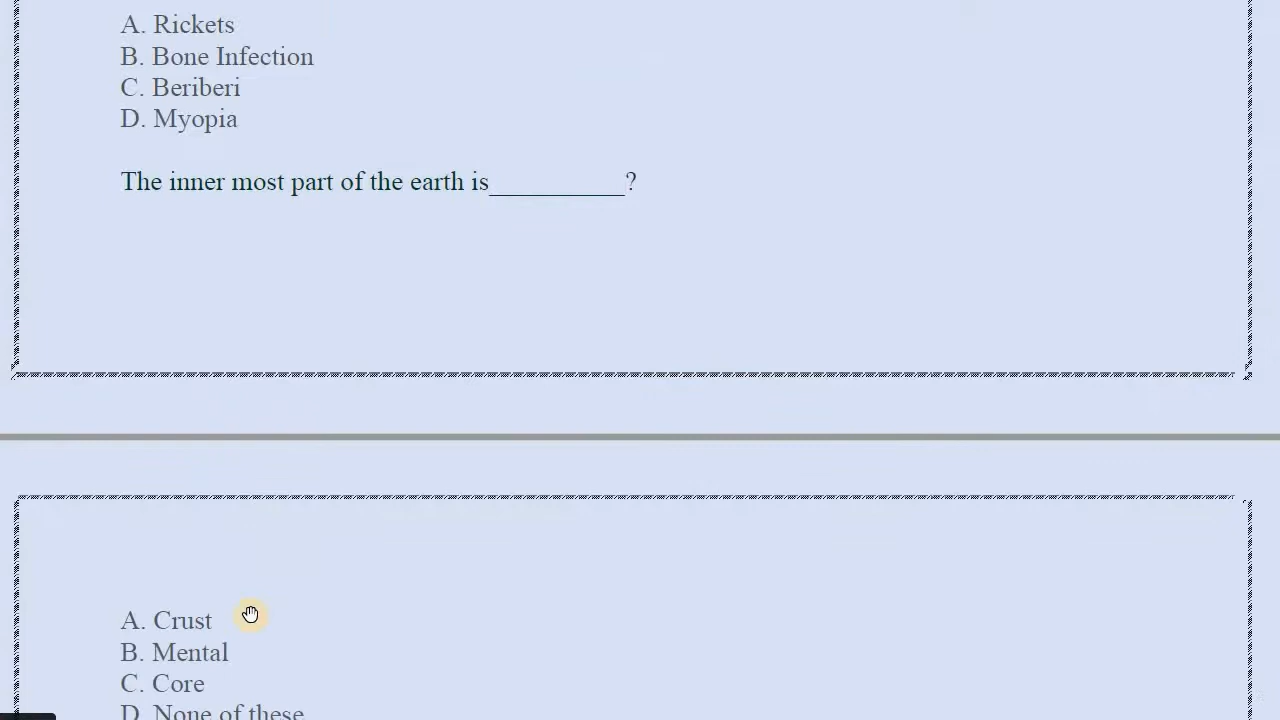 A. Rickets
B. Bone Infection
C. Beriberi
D. Myopia
The inner most part of the earth is__________?
A. Crust
B. Mental
C. Core
D. None of these